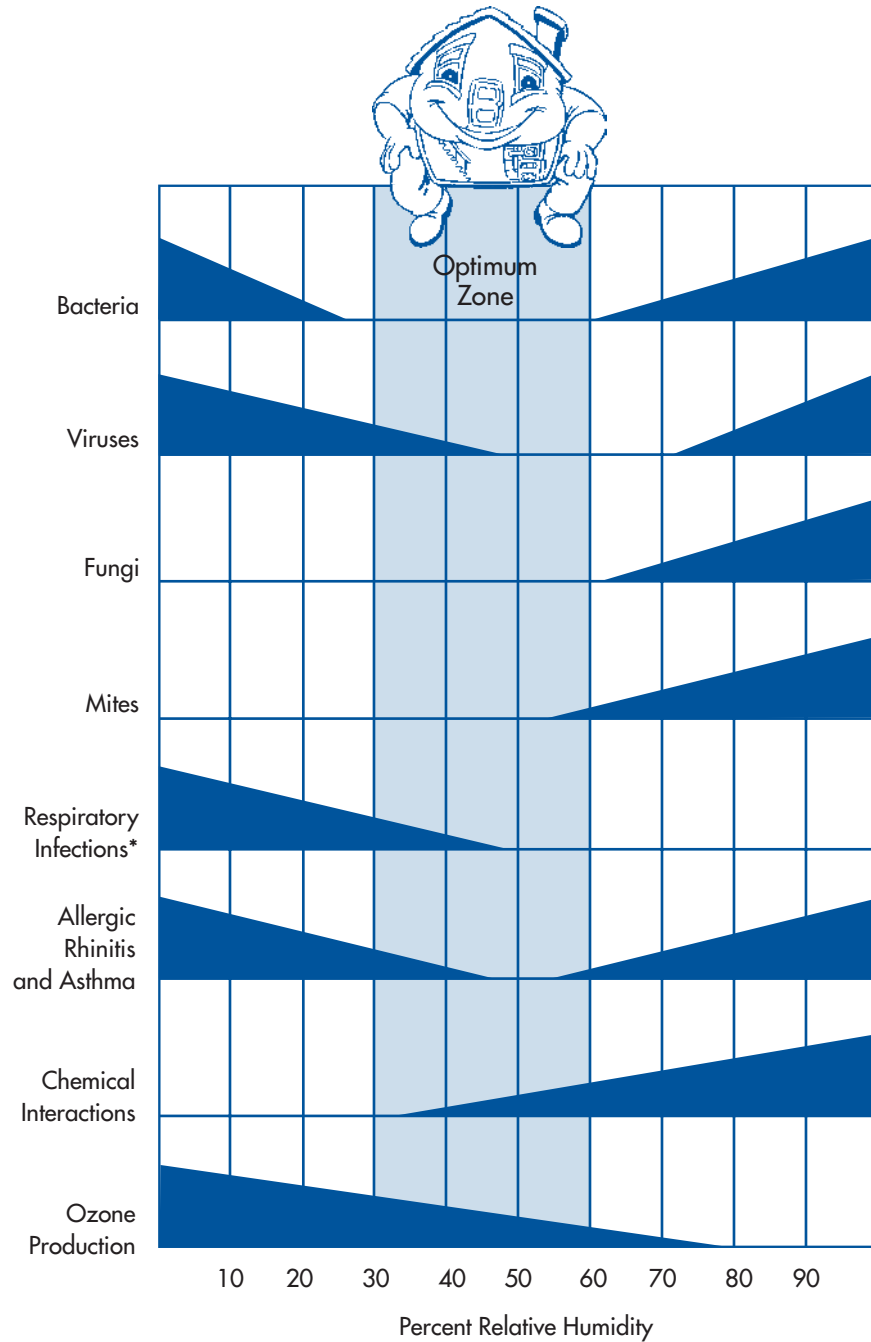 Optimum
Zone
Bacteria
Viruses
Fungi
Mites
Respiratory
Infections*
Allergic
Rhinitis
and Asthma
Chemical
Interactions
Ozone
Production
10 20 30 40 50 60 70 80 90
Percent Relative Humidity